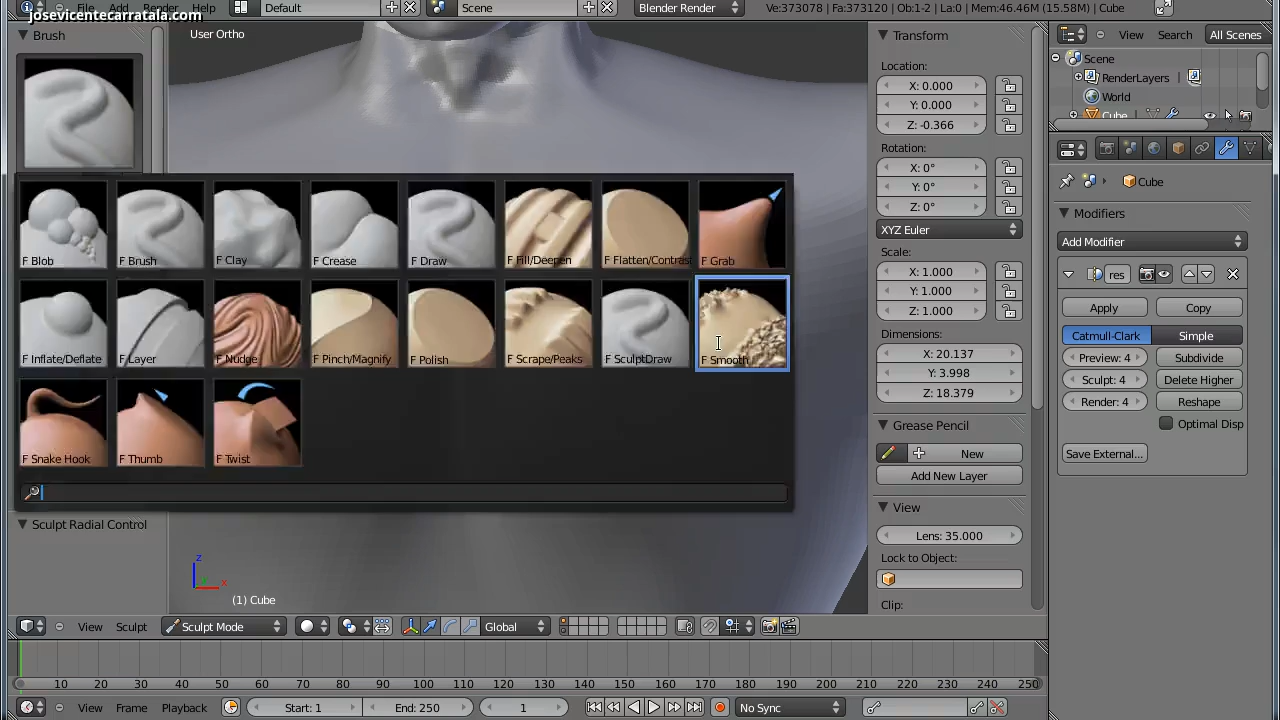 josevicentecarratala.com
File Add Render Help
Default
Scene
Blender Render
Ve:373078 | Fa:373120 | Ob:1-2 | La:0 | Mem:46.46M (15.58M) | Cube
Brush
User Ortho
F Blob
F Brush
F Clay
F Crease
F Draw
F Fill/Deepen
F Flatten/Contrast
F Grab
F Inflate/Deflate
F Layer
F Nudge
F Pinch/Magnify
F Polish
F Scrape/Peaks
F SculptDraw
F Smooth
F Snake Hook
F Thumb
F Twist
Sculpt Radial Control
z
x
(1) Cube
Transform
Location:
X: 0.000
Y: 0.000
Z: -0.366
Rotation:
X: 0°
Y: 0°
Z: 0°
XYZ Euler
Scale:
X: 1.000
Y: 1.000
Z: 1.000
Dimensions:
X: 20.137
Y: 3.998
Z: 18.379
Grease Pencil
New
Add New Layer
View
Lens: 35.000
Lock to Object:
Clip:
View Search All Scenes
Scene
RenderLayers |
World
Cube
Cube
Modifiers
Add Modifier
res
Apply Copy
Catmull-Clark Simple
Preview: 4 Subdivide
Sculpt: 4 Delete Higher
Render: 4 Reshape
Optimal Disp
Save External...
View Sculpt Sculpt Mode Global
10 20 30 40 50 60 70 80 90 100 110 120 130 140 150 160 170 180 190 200 210 220 230 240 250
View Frame Playback Start: 1 End: 250 1 No Sync